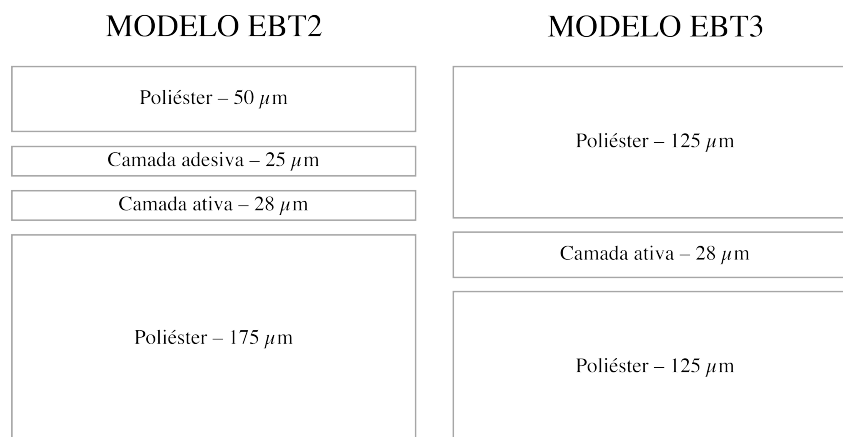 MODELO EBT2
Poliéster – 50 µm
Camada adesiva – 25 µm
Camada ativa – 28 µm
Poliéster – 175 µm
MODELO EBT3
Poliéster – 125 µm
Camada ativa – 28 µm
Poliéster – 125 µm